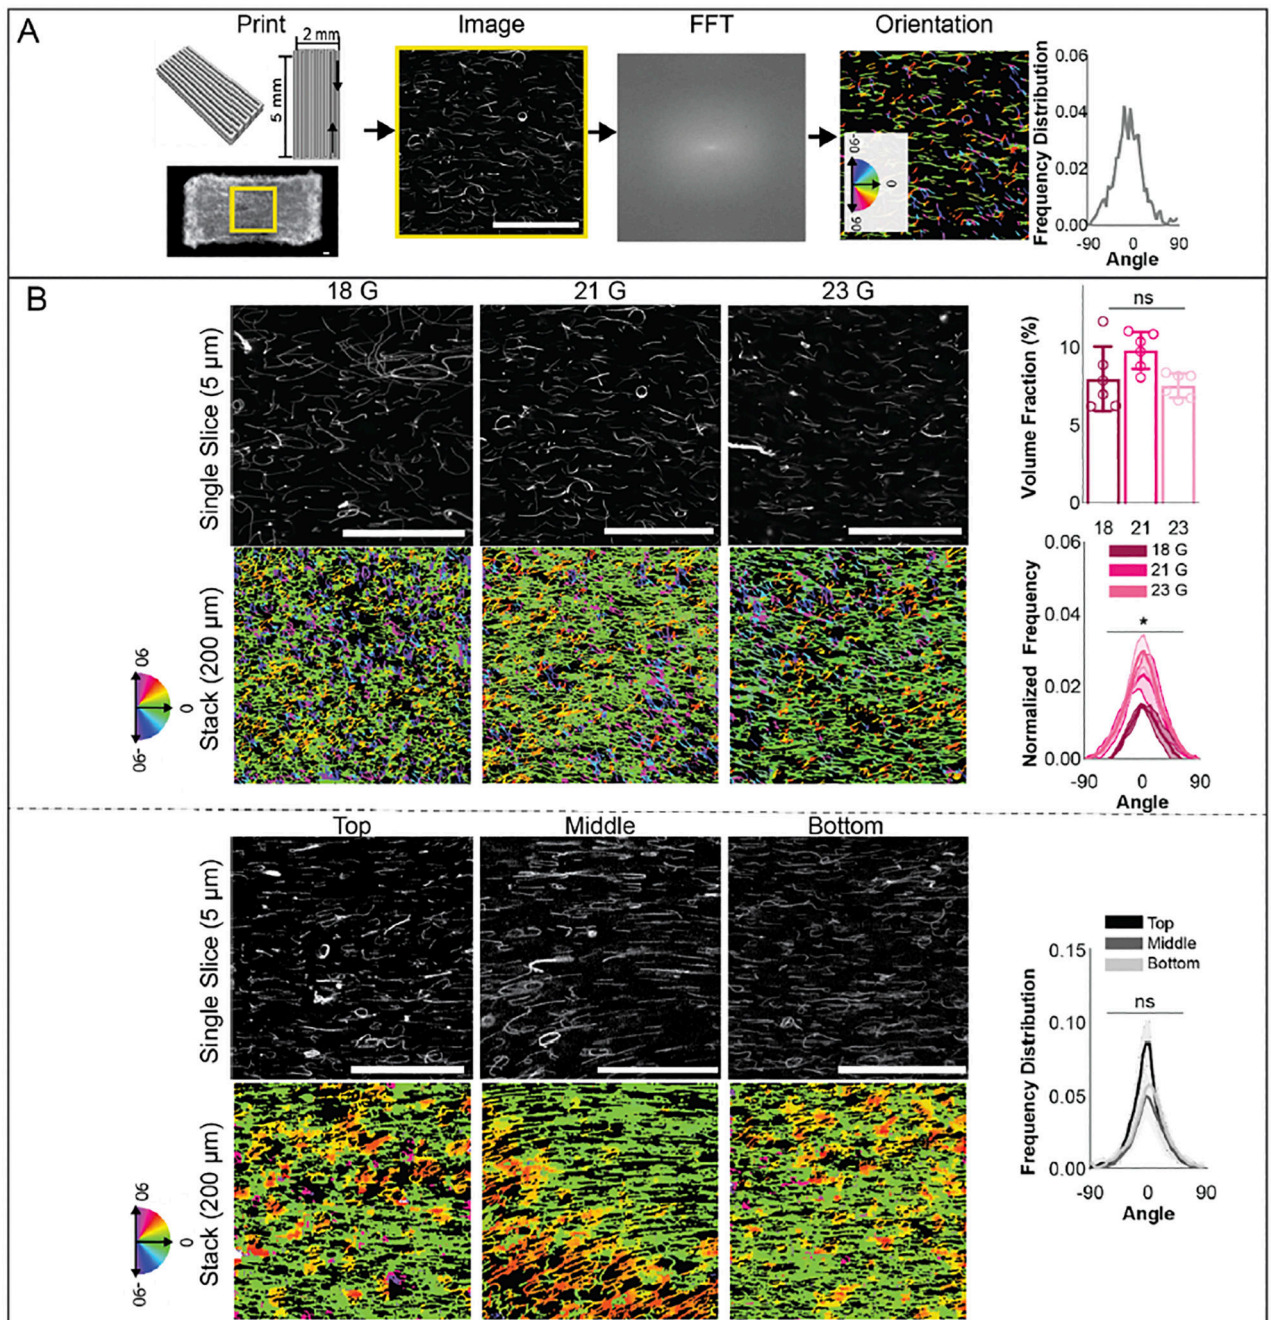 A
Print
Image
FFT
Orientation
2 mm
5 mm
-90
0
90
Frequency Distribution
0.06
0.04
0.02
0.00
-90 0 90
Angle
B
18 G
21 G
23 G
Single Slice (5 µm)
Stack (200 µm)
90
0
-90
Volume Fraction (%)
ns
10
5
0
18 21 23
Normalized Frequency
0.06
0.04
0.02
0.00
18 G
21 G
23 G
*
-90 0 90
Angle
Top
Middle
Bottom
Single Slice (5 µm)
Stack (200 µm)
90
0
-90
Top
Middle
Bottom
ns
Frequency Distribution
0.15
0.10
0.05
0.00
-90 0 90
Angle